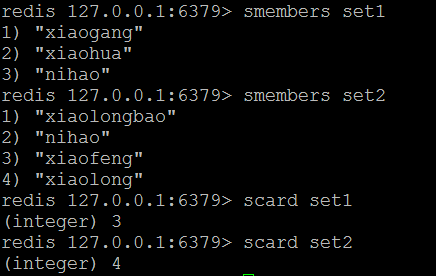 redis 127.0.0.1:6379> smembers set1
1) "xiaogang"
2) "xiaohua"
3) "nihao"
redis 127.0.0.1:6379> smembers set2
1) "xiaolongbao"
2) "nihao"
3) "xiaofeng"
4) "xiaolong"
redis 127.0.0.1:6379> scard set1
(integer) 3
redis 127.0.0.1:6379> scard set2
(integer) 4